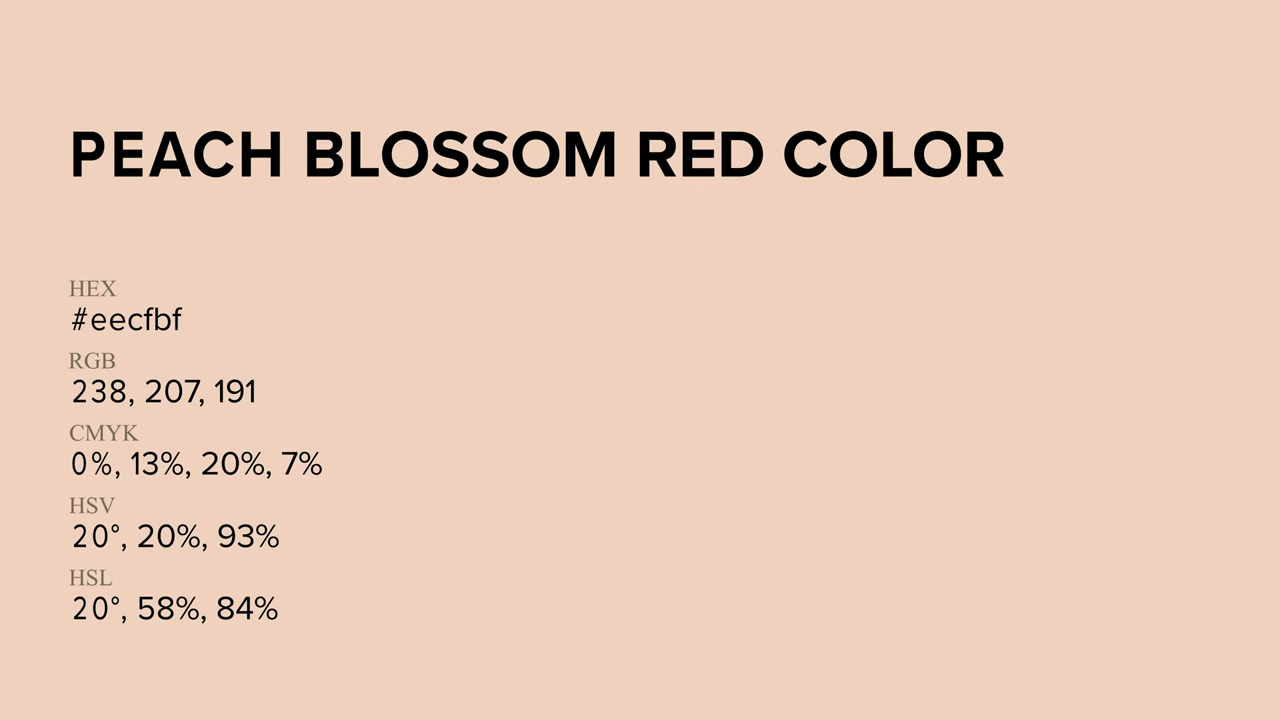 PEACH BLOSSOM RED COLOR
HEX
#eecfbf
RGB
238, 207, 191
CMYK
0%, 13%, 20%, 7%
HSV
20°, 20%, 93%
HSL
20°, 58%, 84%